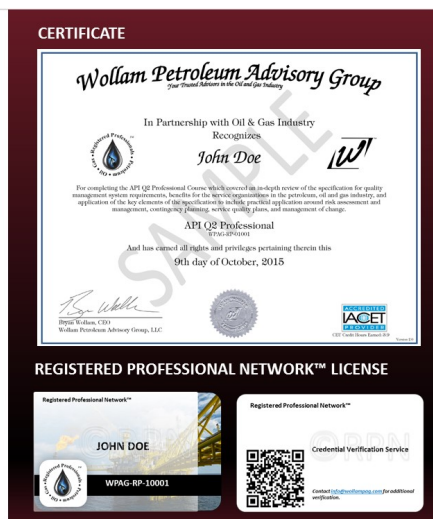 CERTIFICATE
Wollam Petroleum Advisory Group
Your Trusted Advisors in the Oil and Gas Industry
In Partnership with Oil & Gas Industry
Recognizes
John Doe
Oil • Gas • Registered Professionals
For completing the API Q2 Professional Course which covered an in-depth review of the specification for quality
management system requirements, benefits for the service organizations in the petroleum, oil and gas industry, and
application of the key elements of the specification to include practical application around risk assessment and
management, contingency planning, service quality plans, and management of change.
API Q2 Professional
WPAG-RP-01001
And has earned all rights and privileges pertaining therein this
9th day of October, 2015
SAMPLE
Bryan Wollam, CEO
Wollam Petroleum Advisory Group, LLC
ACCREDITED
IACET
PROVIDER
REGISTERED PROFESSIONAL NETWORK™ LICENSE
Registered Professional Network™
JOHN DOE
WPAG-RP-10001
Registered Professional Network™
©RPN
Credential Verification Service
Contact info@wollampag.com for additional
verification.